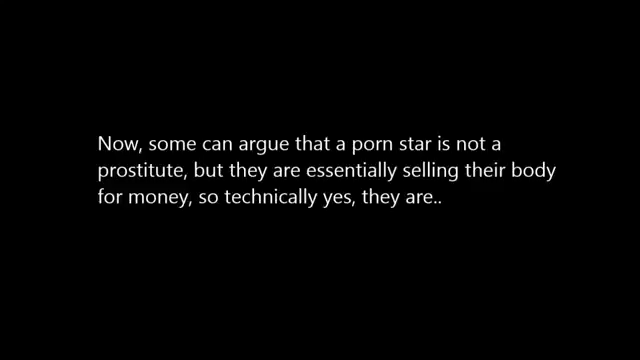 Now, some can argue that a porn star is not a
prostitute, but they are essentially selling their body
for money, so technically yes, they are..